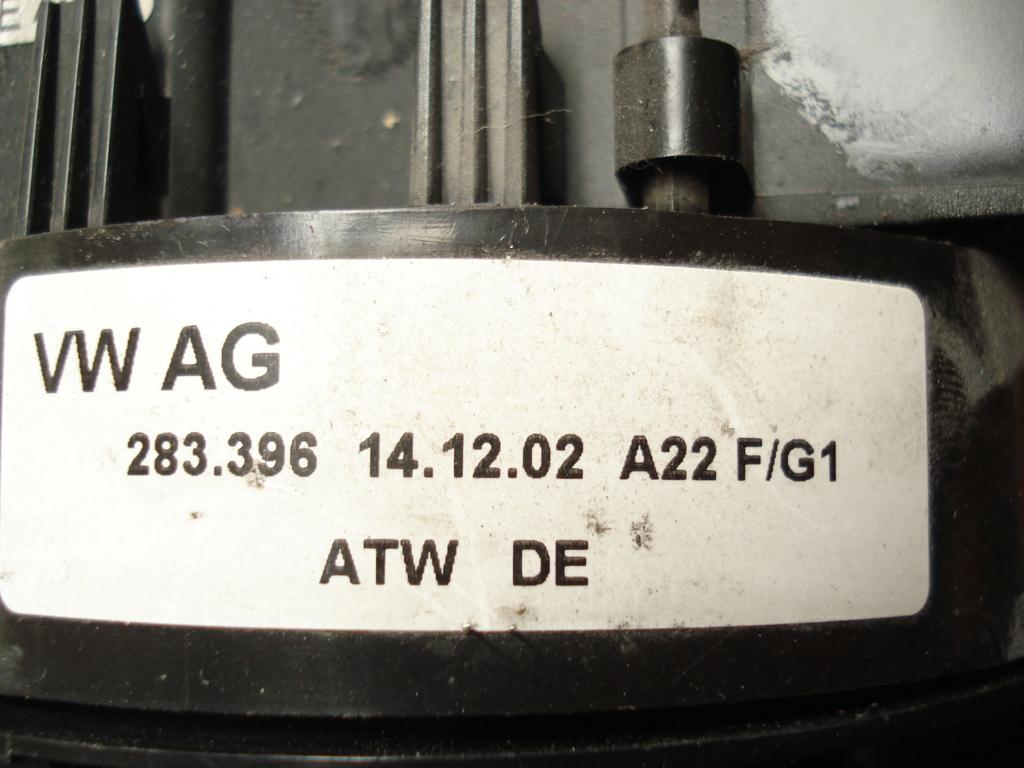 VW AG
283.396 14.12.02 A22 F/G1
ATW DE